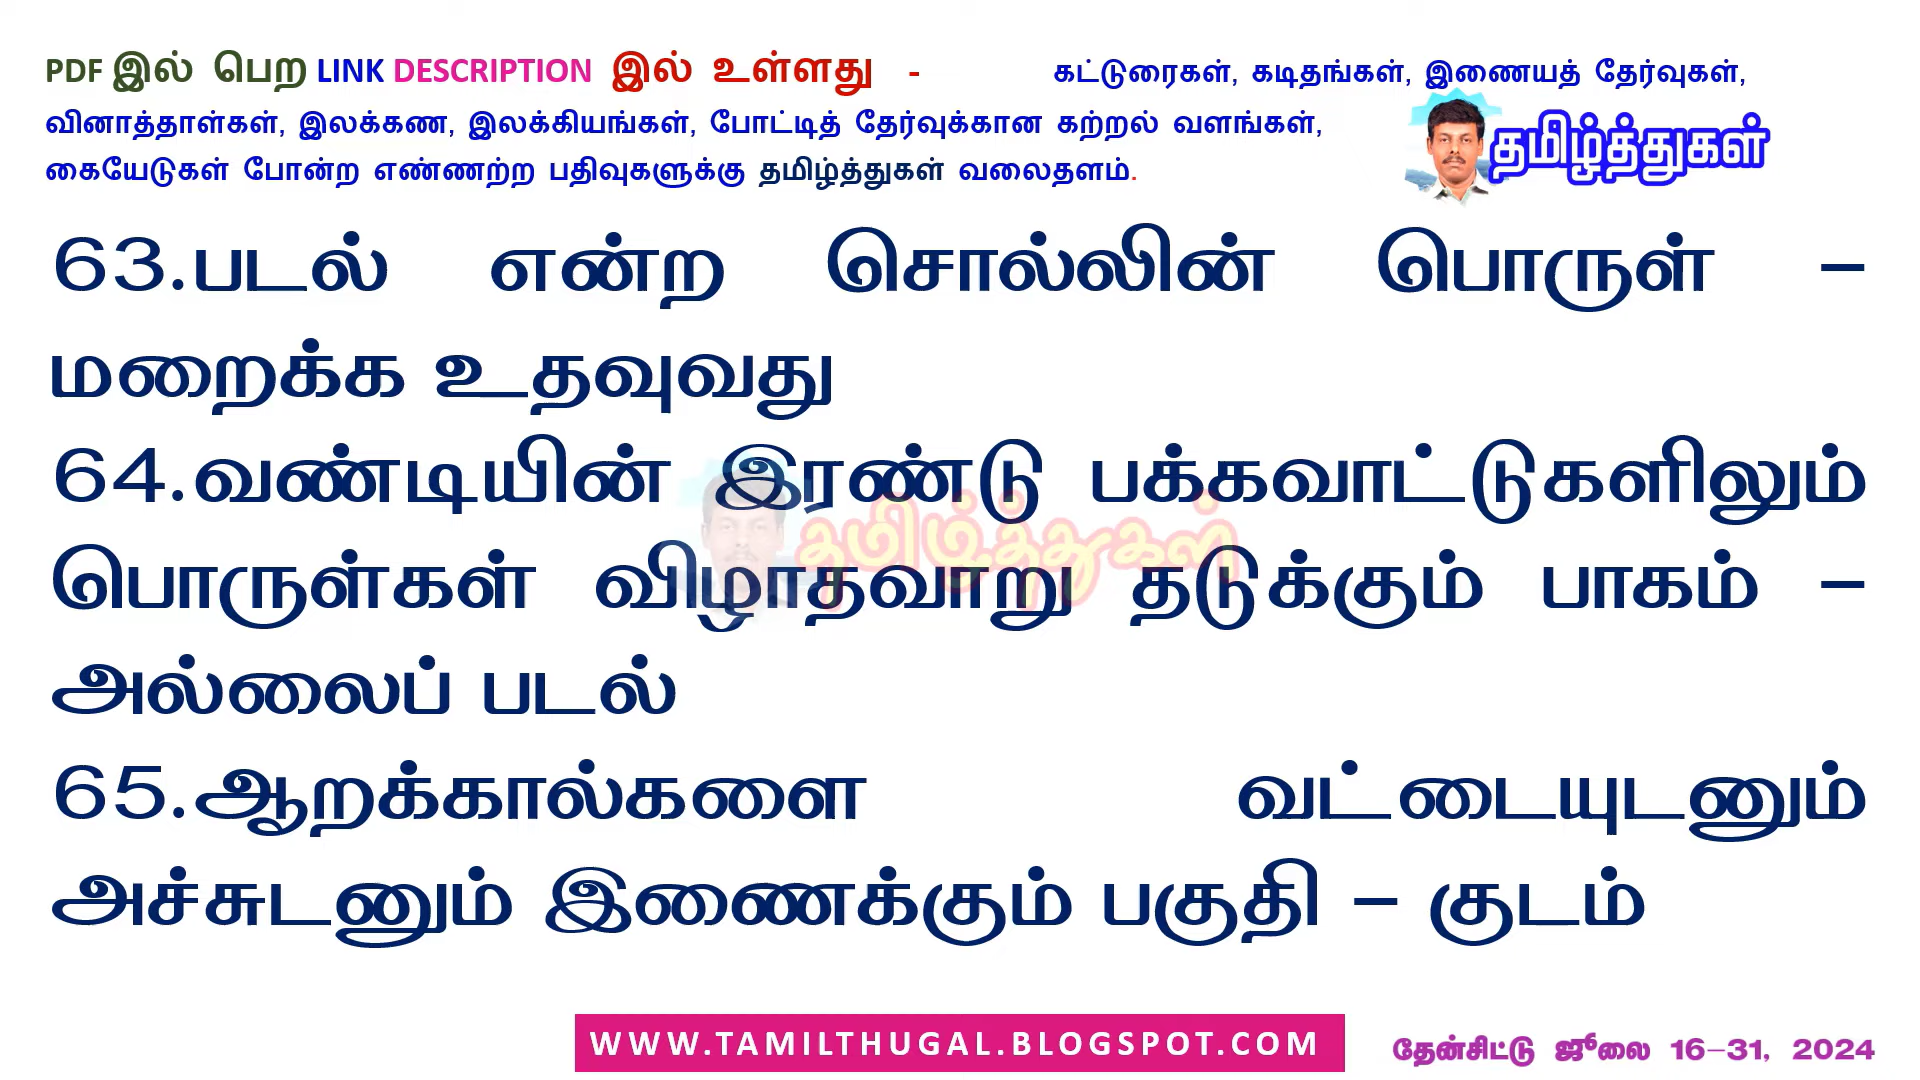 PDF இல் பெற LINK DESCRIPTION இல் உள்ளது - கட்டுரைகள், கடிதங்கள், இணையத் தேர்வுகள்,
வினாத்தாள்கள், இலக்கண, இலக்கியங்கள், போட்டித் தேர்வுக்கான கற்றல் வளங்கள்,
கையேடுகள் போன்ற எண்ணற்ற பதிவுகளுக்கு தமிழ்த்துகள் வலைதளம்.
தமிழ்த்துகள்
63.படல் என்ற சொல்லின் பொருள் –
மறைக்க உதவுவது
64.வண்டியின் இரண்டு பக்கவாட்டுகளிலும்
பொருள்கள் விழாதவாறு தடுக்கும் பாகம் –
தமிழ்த்துகள்
அல்லைப் படல்
65.ஆறக்கால்களை வட்டையுடனும்
அச்சுடனும் இணைக்கும் பகுதி – குடம்
WWW.TAMILTHUGAL.BLOGSPOT.COM
தேன்சிட்டு ஜூலை 16–31, 2024